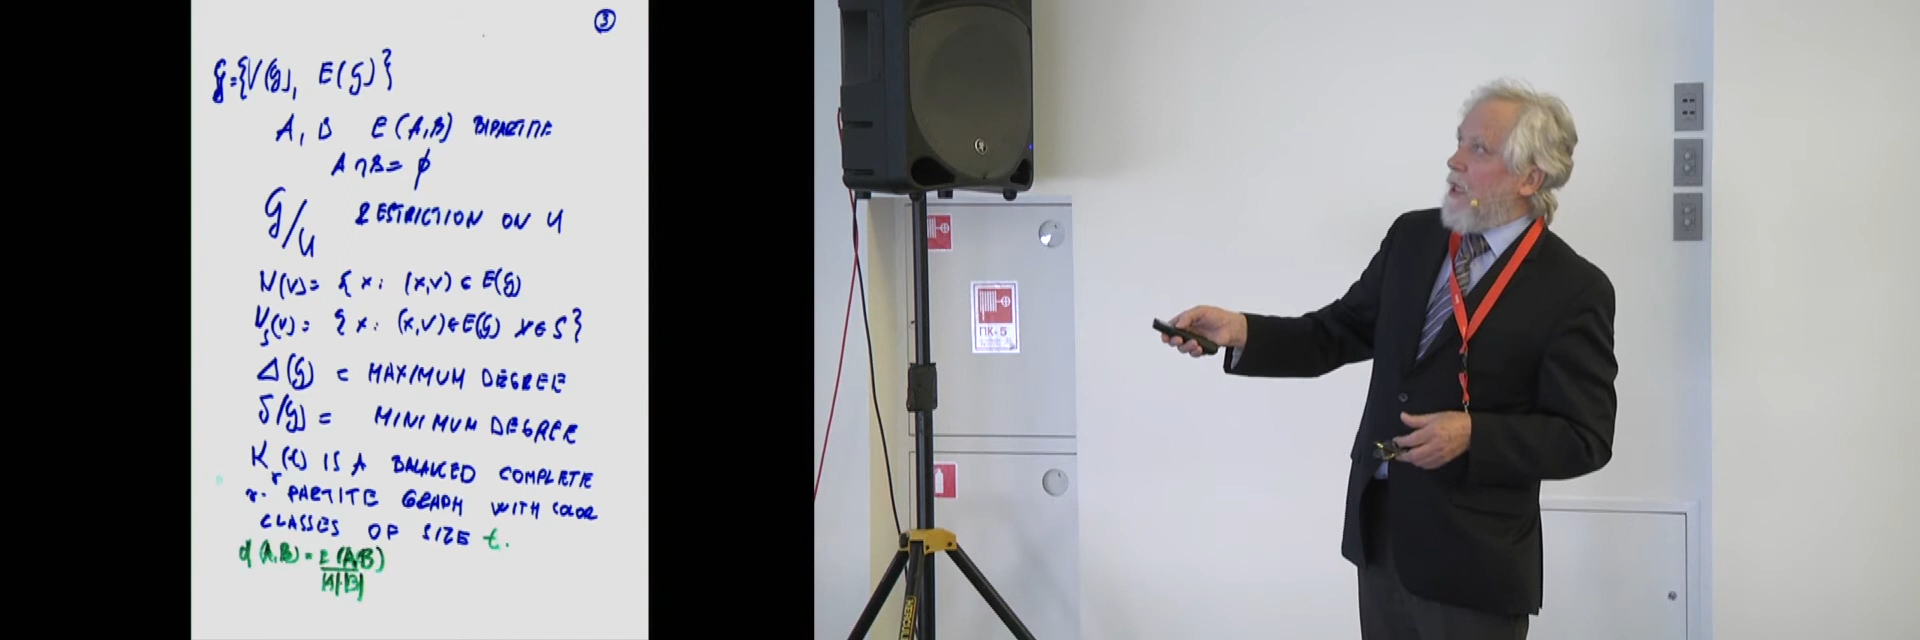 3
G={V(G), E(G)}
A, B E(A,B) BIPARTITE
A∩B=ϕ
G/U RESTRICTION ON U
N(v)= {x: (x,v)∈E(G)
N_S(v)= {x: (x,v)∈E(G) x∈S}
Δ(G) = MAXIMUM DEGREE
δ(G)= MINIMUM DEGREE
K_r(t) IS A BALANCED COMPLETE
r-PARTITE GRAPH WITH COLOR
CLASSES OF SIZE t.
d(A,B)=E(A,B)
|A||B|
ПК-5